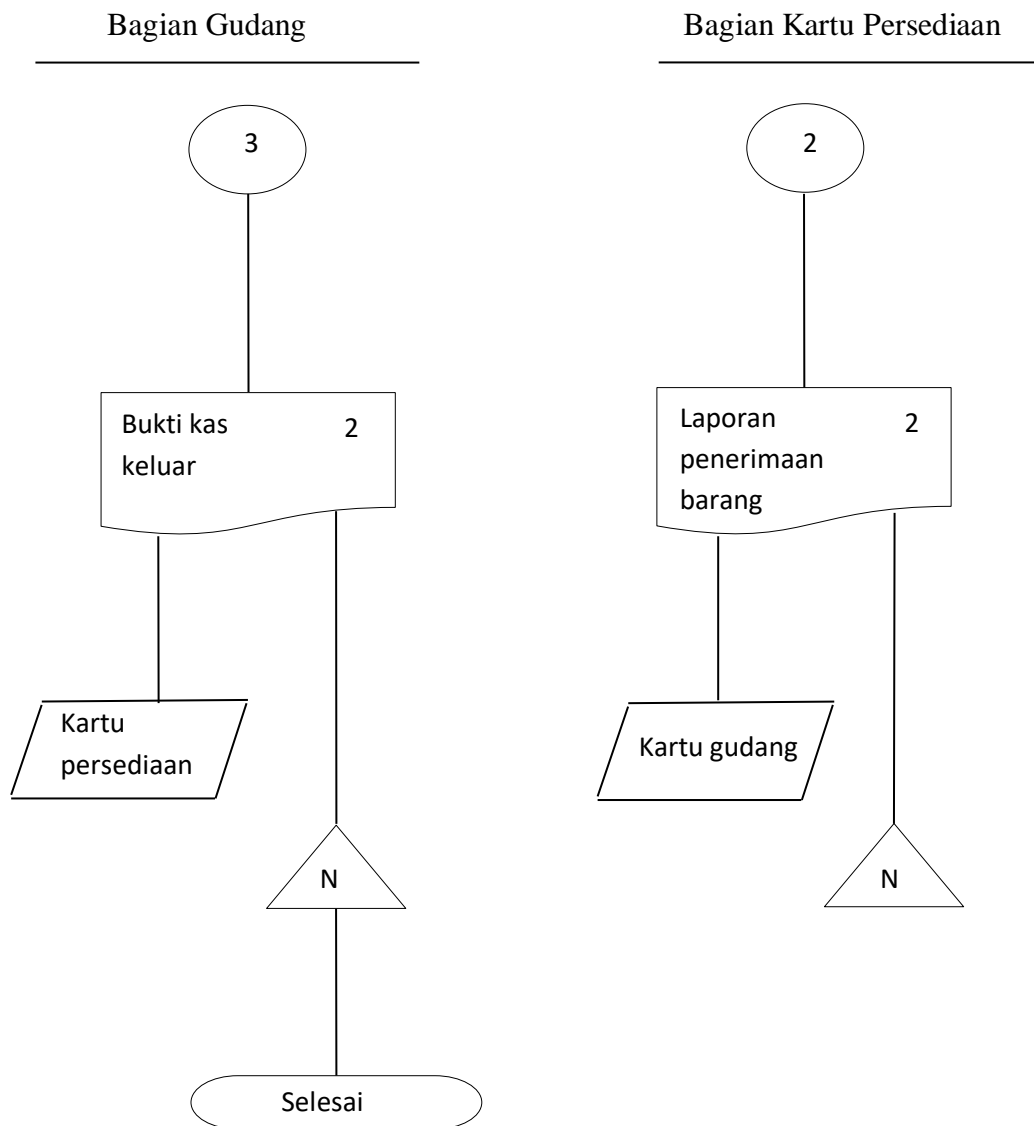 Bagian Gudang
Bagian Kartu Persediaan
3
2
Bukti kas
keluar
2
Laporan
penerimaan
barang
2
Kartu
persediaan
Kartu gudang
N
N
Selesai